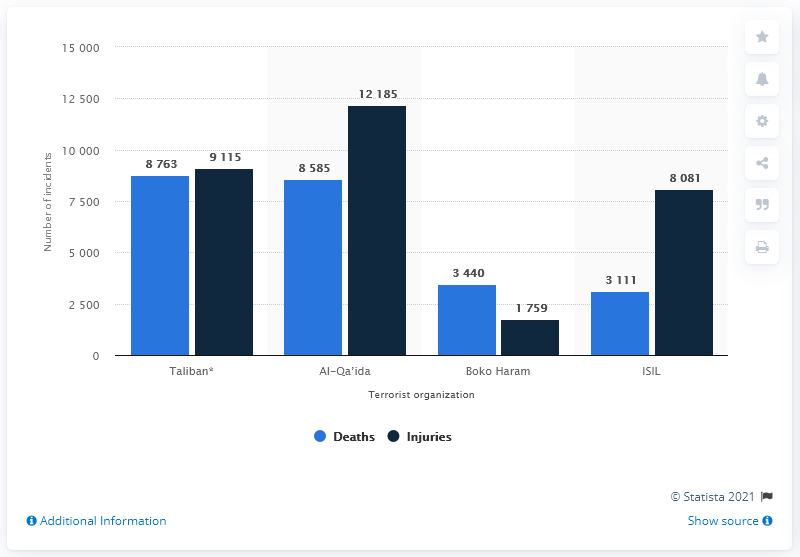 15 000
12 500
10 000
7 500
5 000
2 500
0
Number of incidents
8 763
9 115
8 585
12 185
3 440
1 759
3 111
8 081
Taliban*
Al-Qa'ida
Boko Haram
ISIL
Terrorist organization
Deaths
Injuries
© Statista 2021
Additional Information
Show source